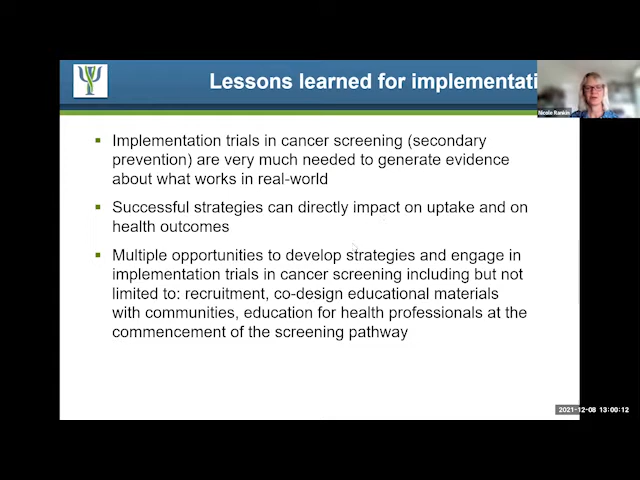 Lessons learned for implementati
Nicole Rankin
Implementation trials in cancer screening (secondary
prevention) are very much needed to generate evidence
about what works in real-world
Successful strategies can directly impact on uptake and on
health outcomes
Multiple opportunities to develop strategies and engage in
implementation trials in cancer screening including but not
limited to: recruitment, co-design educational materials
with communities, education for health professionals at the
commencement of the screening pathway
2021-12-08 13:00:12